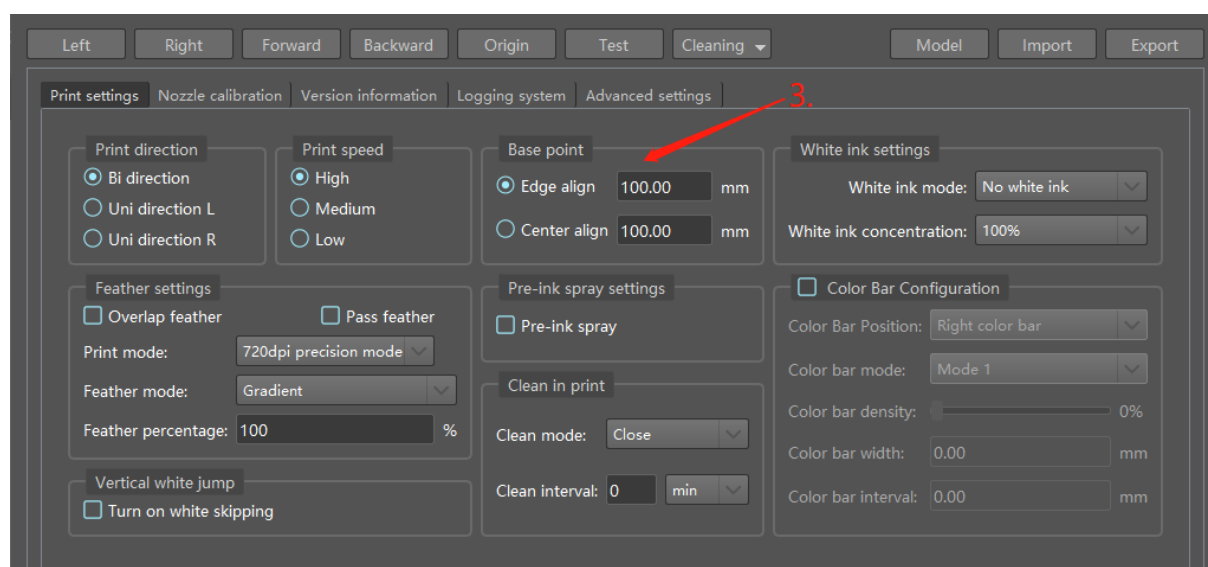 Left Right Forward Backward Origin Test Cleaning Model Import Export
Print settings Nozzle calibration Version information Logging system Advanced settings
3.
Print direction
Bi direction
Uni direction L
Uni direction R
Print speed
High
Medium
Low
Base point
Edge align 100.00 mm
Center align 100.00 mm
White ink settings
White ink mode: No white ink
White ink concentration: 100%
Feather settings
Overlap feather Pass feather
Print mode: 720dpi precision mode
Feather mode: Gradient
Feather percentage: 100 %
Vertical white jump
Turn on white skipping
Pre-ink spray settings
Pre-ink spray
Clean in print
Clean mode: Close
Clean interval: 0 min
Color Bar Configuration
Color Bar Position: Right color bar
Color bar mode: Mode 1
Color bar density: 0%
Color bar width: 0.00 mm
Color bar interval: 0.00 mm